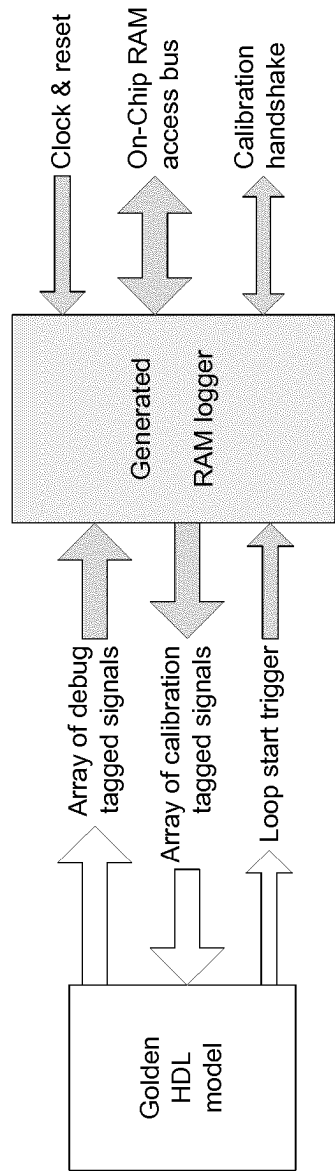 Golden
HDL
model
Array of debug
tagged signals
Array of calibration
tagged signals
Loop start trigger
Generated
RAM logger
Clock & reset
On-Chip RAM
access bus
Calibration
handshake